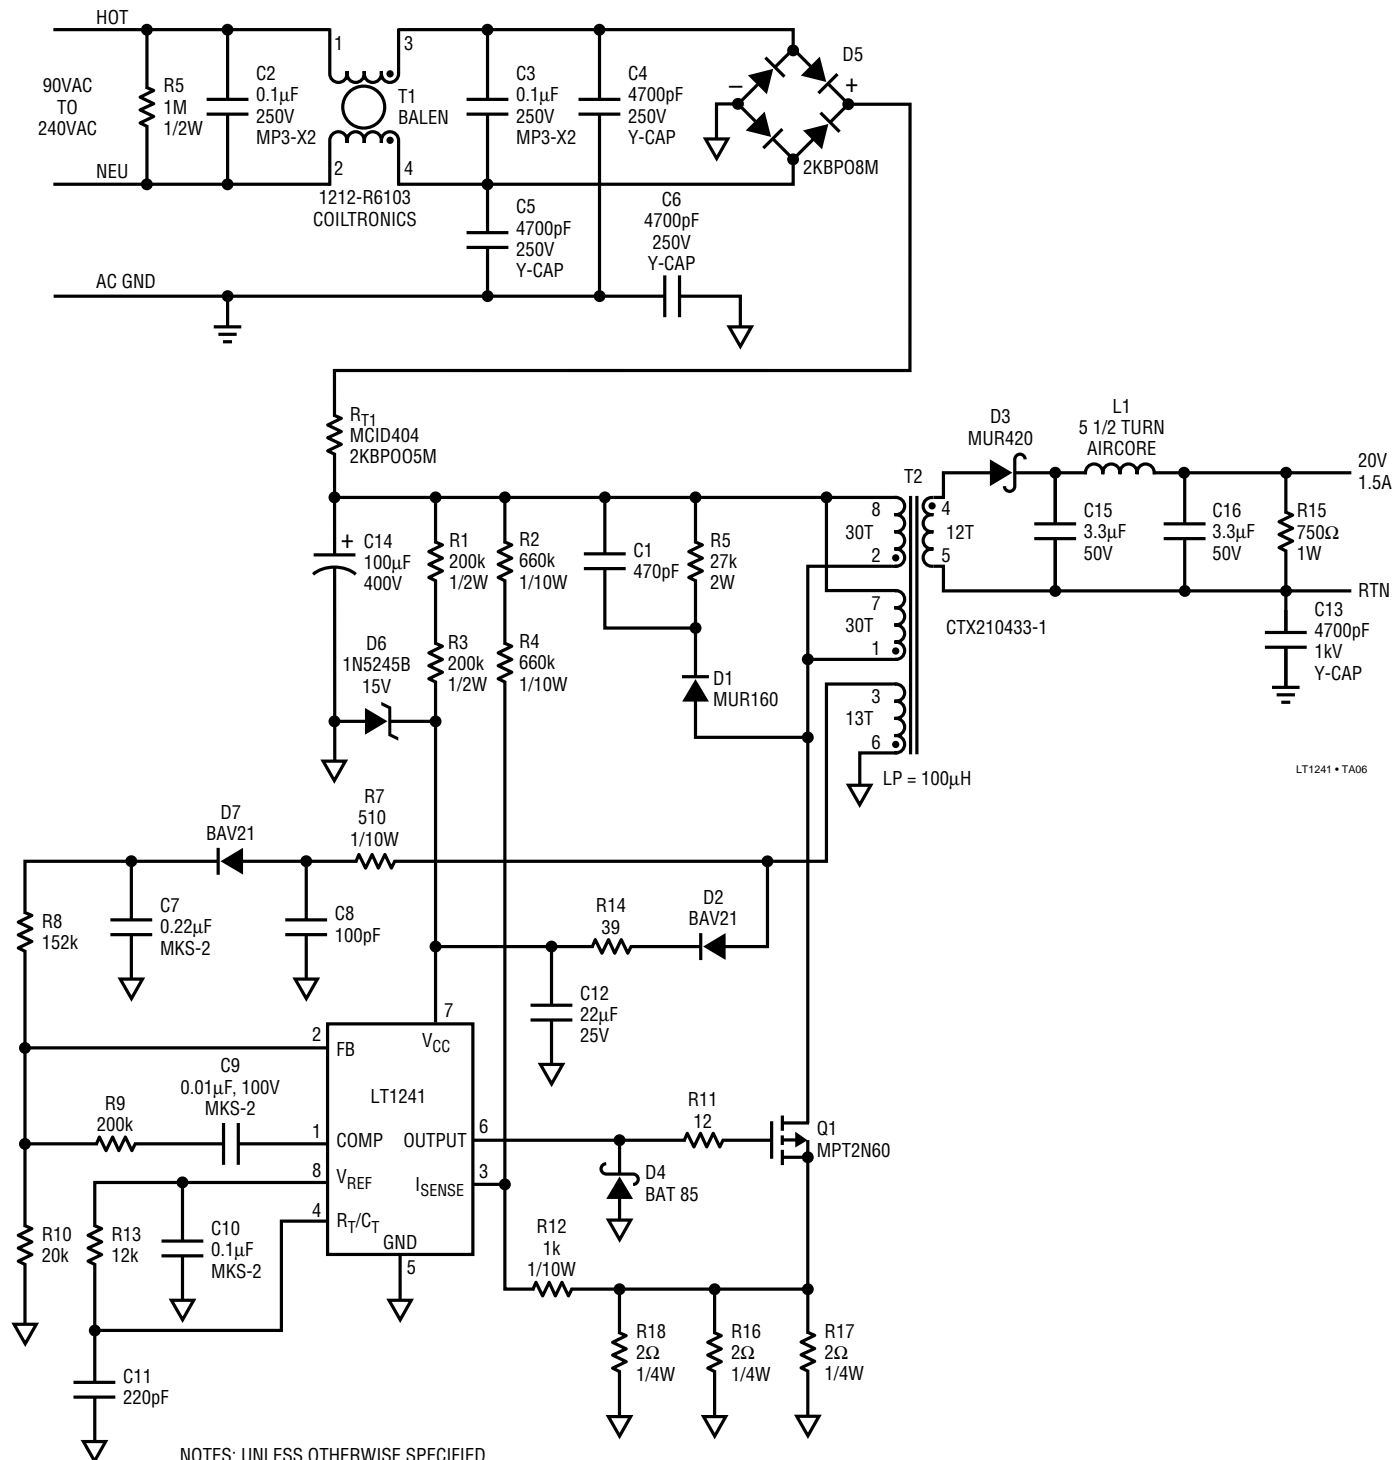 HOT
90VAC
TO
240VAC
R5
1M
1/2W
C2
0.1µF
250V
MP3-X2
1
3
T1
BALEN
2
4
1212-R6103
COILTRONICS
C3
0.1µF
250V
MP3-X2
C4
4700pF
250V
Y-CAP
D5
–
+
2KBPO8M
NEU
C5
4700pF
250V
Y-CAP
C6
4700pF
250V
Y-CAP
AC GND
RT1
MCID404
2KBPOO5M
+
C14
100µF
400V
R1
200k
1/2W
R2
660k
1/10W
C1
470pF
R5
27k
2W
R3
200k
1/2W
R4
660k
1/10W
D6
1N5245B
15V
D1
MUR160
T2
8
30T
2
4
12T
5
7
30T
1
3
13T
6
CTX210433-1
LP = 100µH
D3
MUR420
L1
5 1/2 TURN
AIRCORE
20V
1.5A
C15
3.3µF
50V
C16
3.3µF
50V
R15
750Ω
1W
RTN
C13
4700pF
1kV
Y-CAP
LT1241 • TA06
D7
BAV21
R7
510
1/10W
R8
152k
C7
0.22µF
MKS-2
C8
100pF
R14
39
D2
BAV21
C12
22µF
25V
7
VCC
2
FB
LT1241
C9
0.01µF, 100V
MKS-2
R9
200k
1
COMP
OUTPUT
6
8
VREF
ISENSE
3
4
RT/CT
GND
5
R11
12
Q1
MPT2N60
D4
BAT 85
R10
20k
R13
12k
C10
0.1µF
MKS-2
R12
1k
1/10W
R18
2Ω
1/4W
R16
2Ω
1/4W
R17
2Ω
1/4W
C11
220pF
NOTES: UNLESS OTHERWISE SPECIFIED